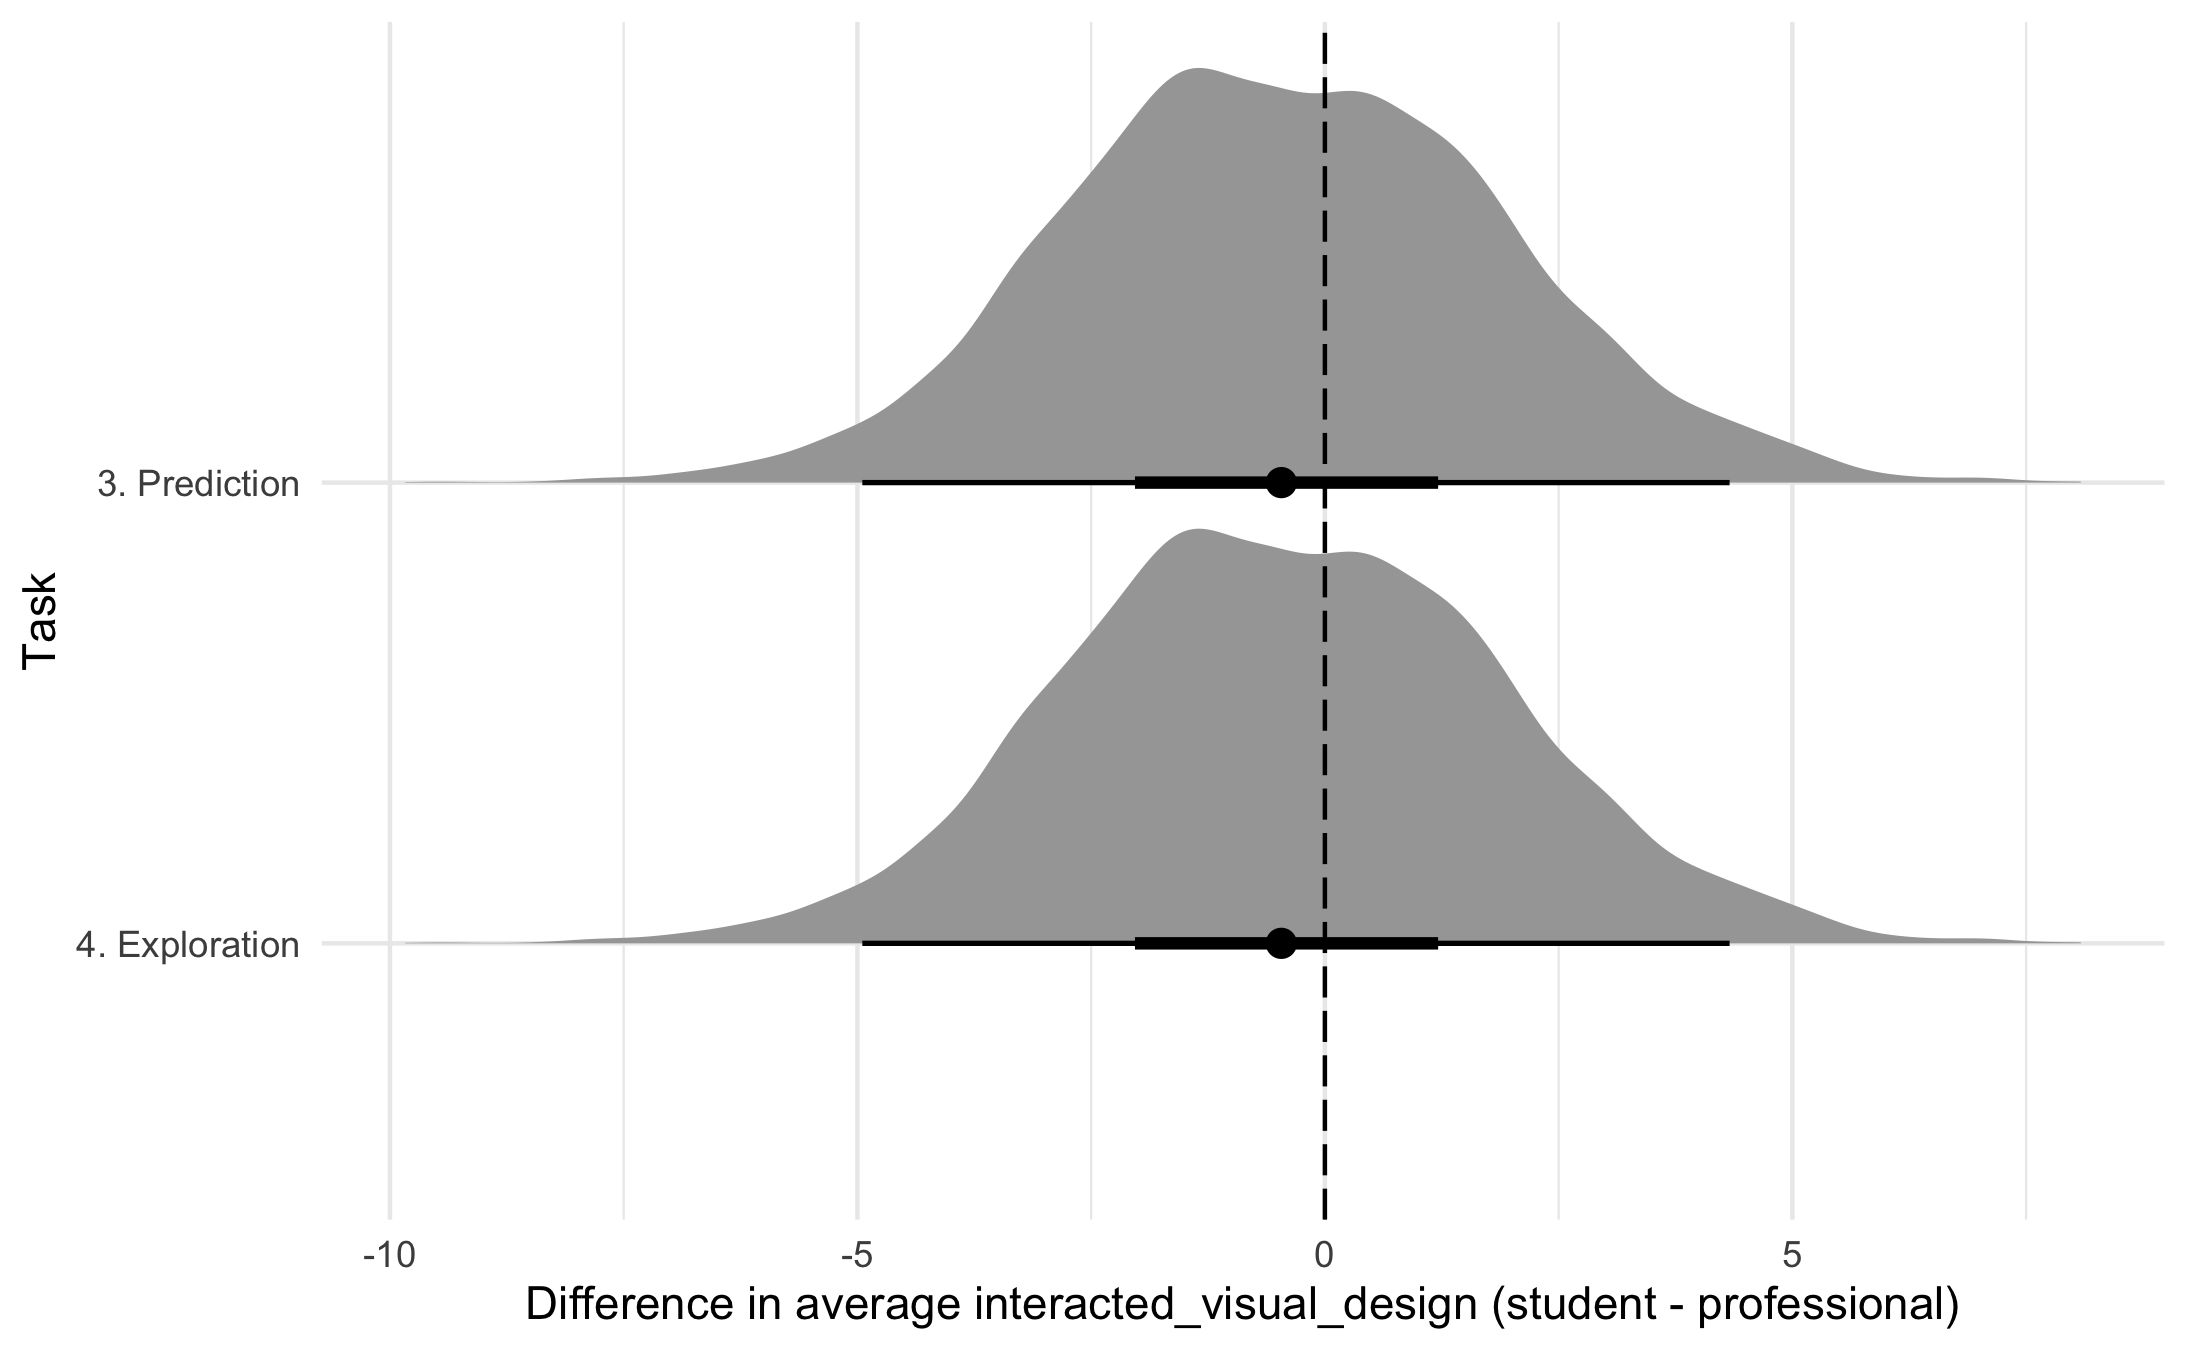 3. Prediction
Task
4. Exploration
-10
-5
0
5
Difference in average interacted_visual_design (student - professional)